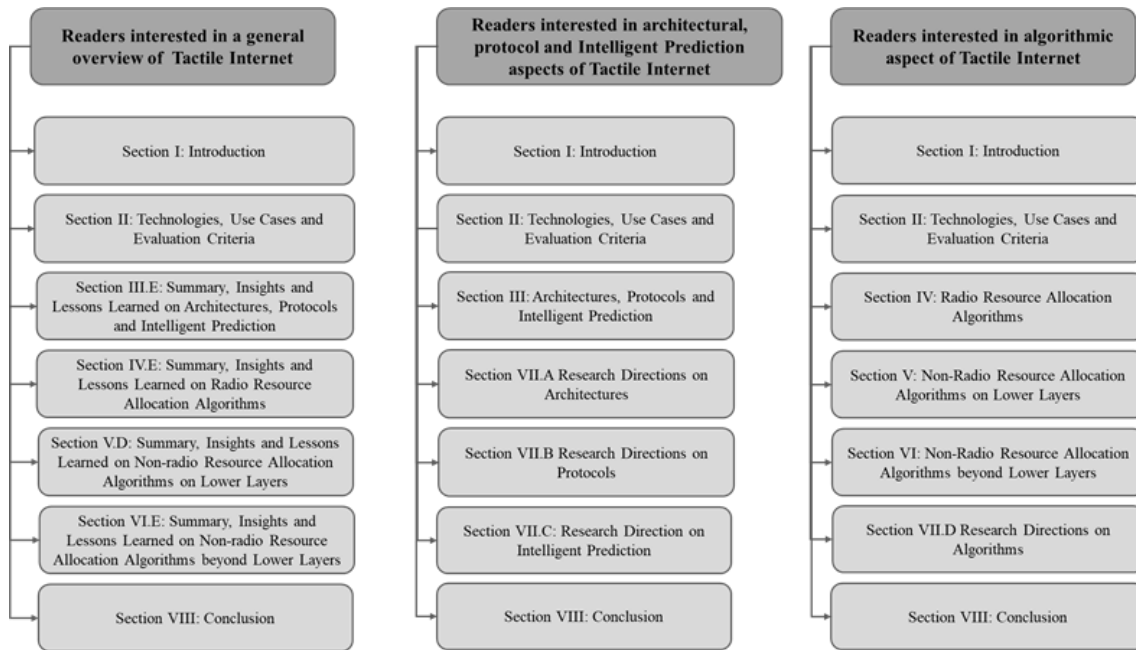 Readers interested in a general
overview of Tactile Internet
Section I: Introduction
Section II: Technologies, Use Cases and
Evaluation Criteria
Section III.E: Summary, Insights and
Lessons Learned on Architectures, Protocols
and Intelligent Prediction
Section IV.E: Summary, Insights and
Lessons Learned on Radio Resource
Allocation Algorithms
Section V.D: Summary, Insights and Lessons
Learned on Non-radio Resource Allocation
Algorithms on Lower Layers
Section VI.E: Summary, Insights and
Lessons Learned on Non-radio Resource
Allocation Algorithms beyond Lower Layers
Section VIII: Conclusion
Readers interested in architectural,
protocol and Intelligent Prediction
aspects of Tactile Internet
Section I: Introduction
Section II: Technologies, Use Cases and
Evaluation Criteria
Section III: Architectures, Protocols and
Intelligent Prediction
Section VII.A Research Directions on
Architectures
Section VII.B Research Directions on
Protocols
Section VII.C: Research Direction on
Intelligent Prediction
Section VIII: Conclusion
Readers interested in algorithmic
aspect of Tactile Internet
Section I: Introduction
Section II: Technologies, Use Cases and
Evaluation Criteria
Section IV: Radio Resource Allocation
Algorithms
Section V: Non-Radio Resource Allocation
Algorithms on Lower Layers
Section VI: Non-Radio Resource Allocation
Algorithms beyond Lower Layers
Section VII.D Research Directions on
Algorithms
Section VIII: Conclusion